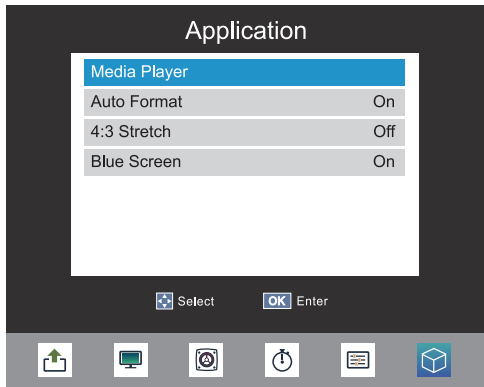 Application
Media Player
Auto Format On
4:3 Stretch Off
Blue Screen On
Select OK Enter